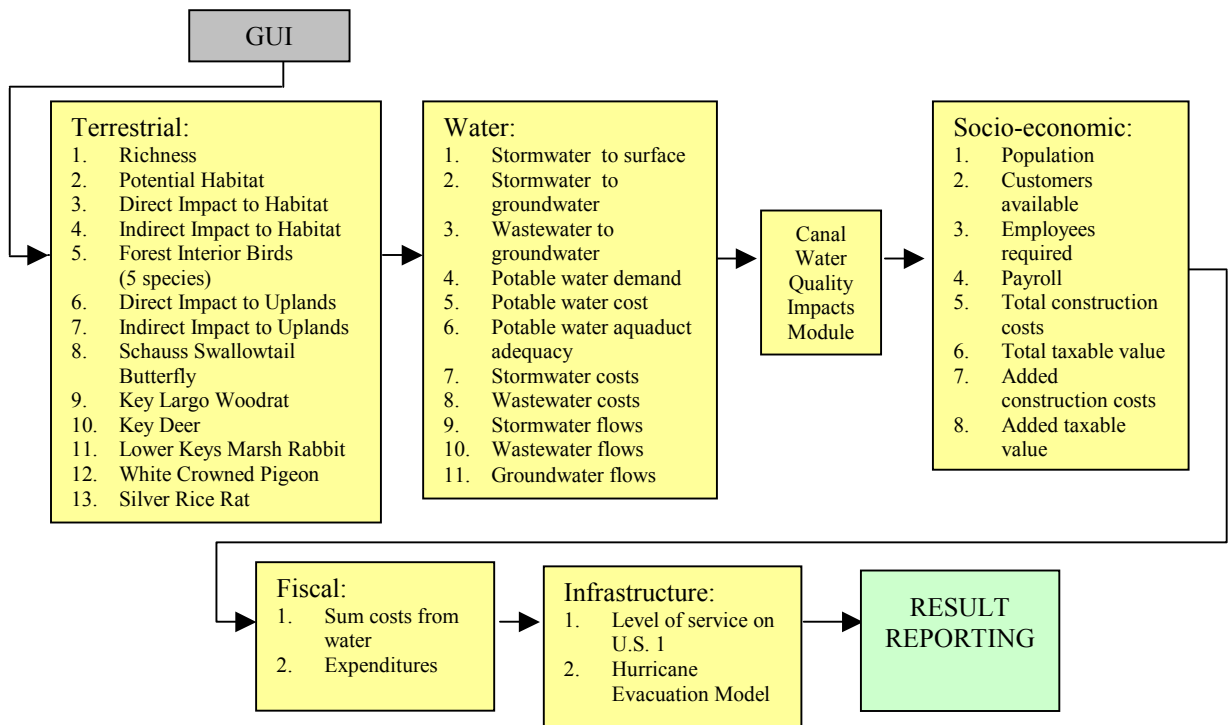 GUI
Terrestrial:
1. Richness
2. Potential Habitat
3. Direct Impact to Habitat
4. Indirect Impact to Habitat
5. Forest Interior Birds
(5 species)
6. Direct Impact to Uplands
7. Indirect Impact to Uplands
8. Schauss Swallowtail
Butterfly
9. Key Largo Woodrat
10. Key Deer
11. Lower Keys Marsh Rabbit
12. White Crowned Pigeon
13. Silver Rice Rat
Water:
1. Stormwater to surface
2. Stormwater to
groundwater
3. Wastewater to
groundwater
4. Potable water demand
5. Potable water cost
6. Potable water aquaduct
adequacy
7. Stormwater costs
8. Wastewater costs
9. Stormwater flows
10. Wastewater flows
11. Groundwater flows
Canal
Water
Quality
Impacts
Module
Socio-economic:
1. Population
2. Customers
available
3. Employees
required
4. Payroll
5. Total construction
costs
6. Total taxable value
7. Added
construction costs
8. Added taxable
value
Fiscal:
1. Sum costs from
water
2. Expenditures
Infrastructure:
1. Level of service on
U.S. 1
2. Hurricane
Evacuation Model
RESULT
REPORTING